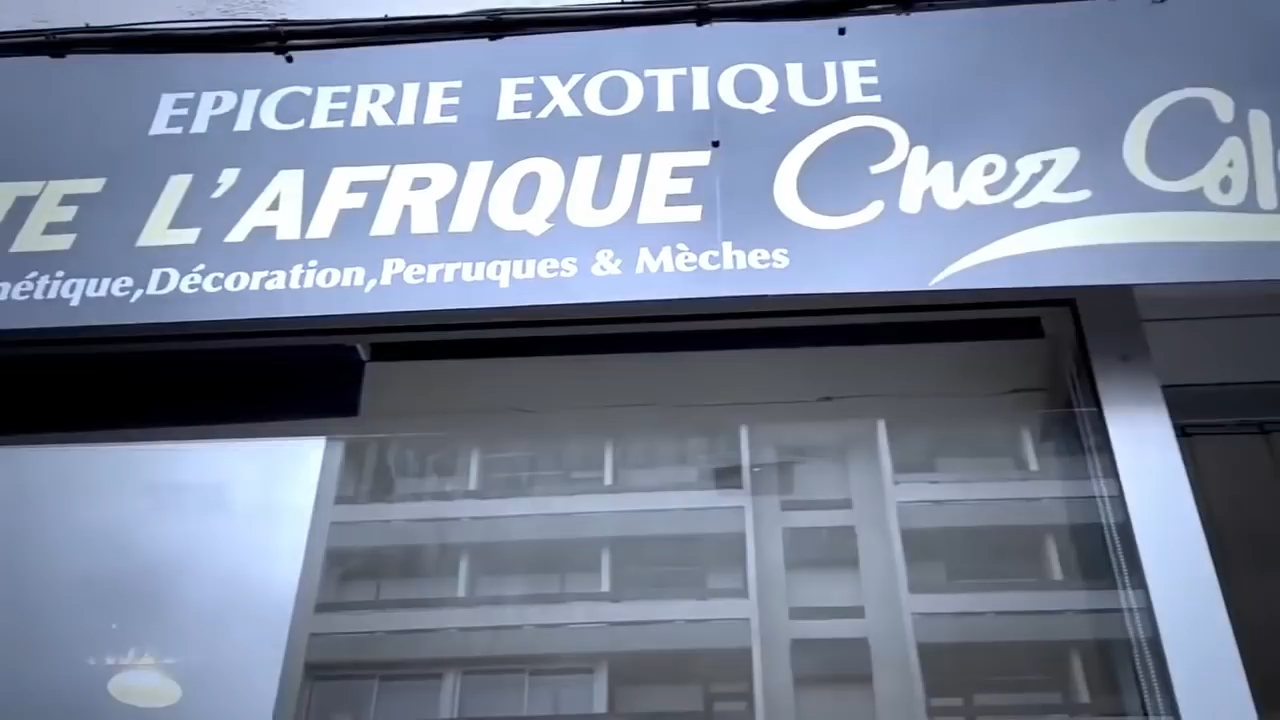 EPICERIE EXOTIQUE
L'AFRIQUE Chez
Décoration,Perruques & Mèches